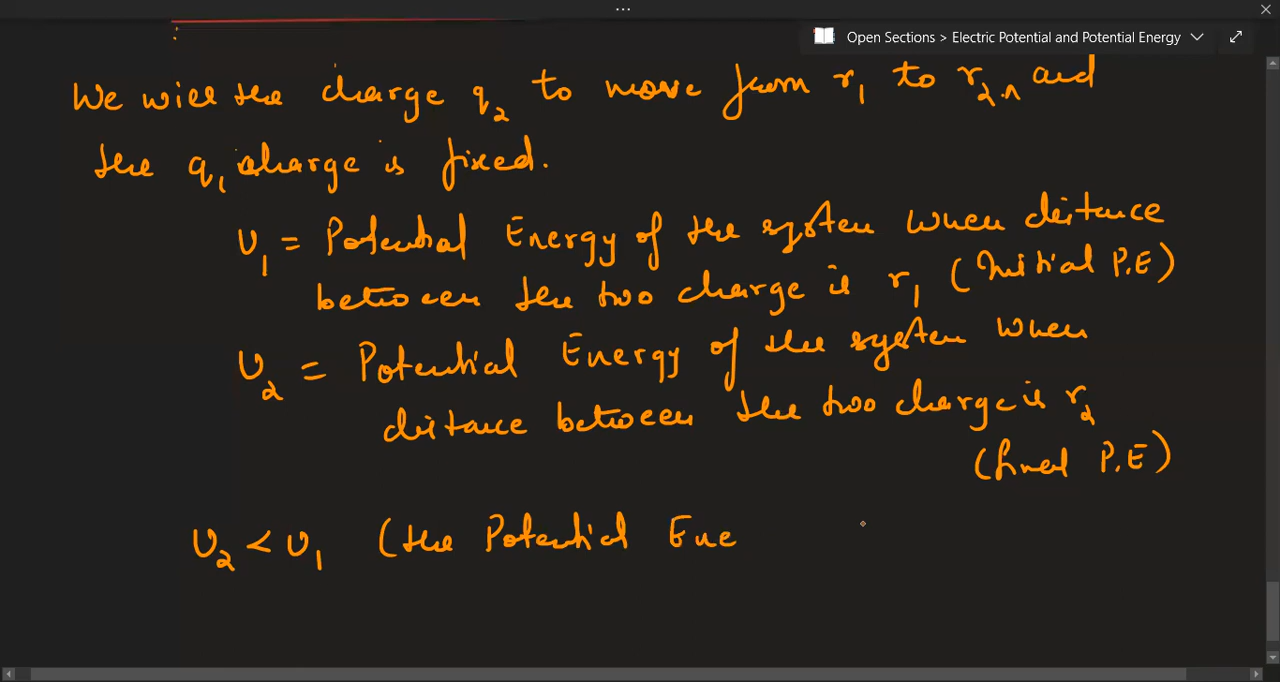 Open Sections > Electric Potential and Potential Energy
We will the charge q₂ to move from r₁ to r₂. and
the q₁ charge is fixed.
U₁ = Potential Energy of the system when distance
between the two charge is r₁ (Initial P.E)
U₂ = Potential Energy of the system when
distance between the two charge is r₂
(final P.E)
U₂ < U₁ (the Potential Ene